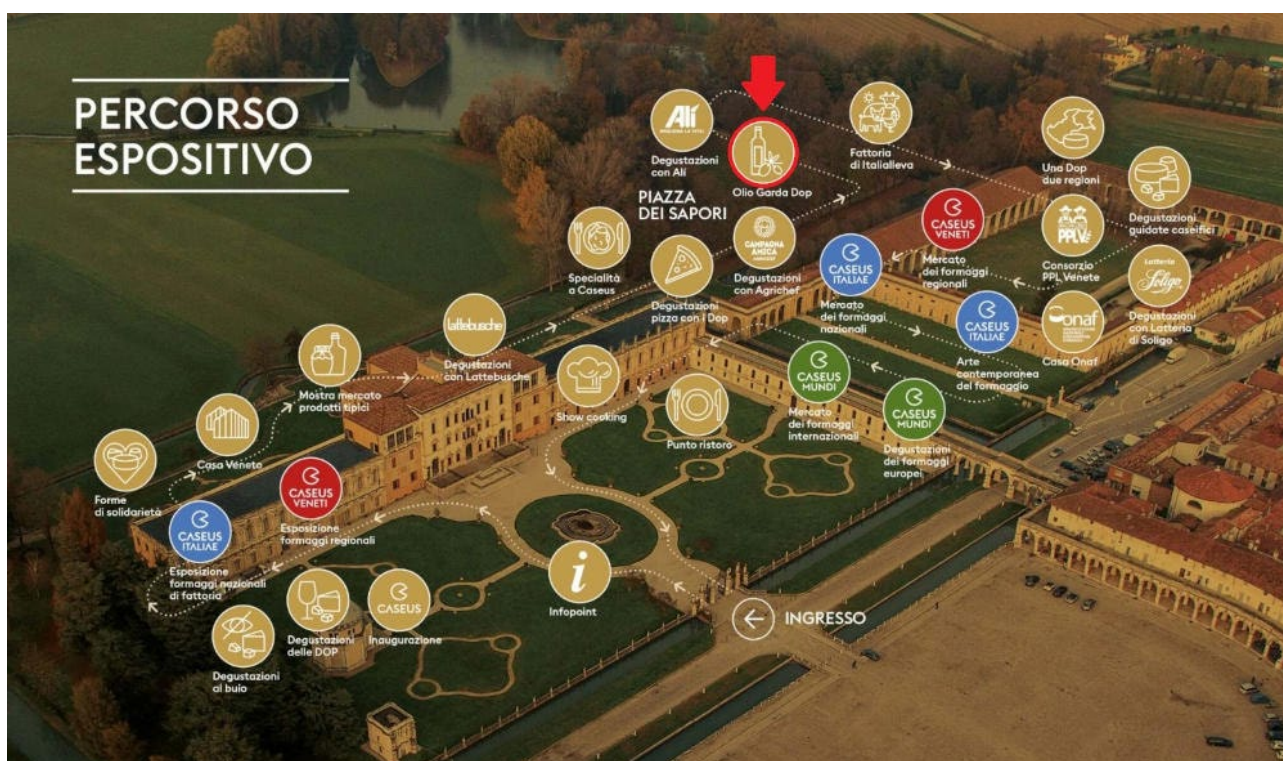 PERCORSO
ESPOSITIVO
Alí
Degustazioni
con Alí
Olio Garda Dop
PIAZZA
DEI SAPORI
Fattoria
di Italialleva
Una Dop
due regioni
Degustazioni
guidate caseifici
CASEUS
VENETI
Mercato
dei formaggi
regionali
PPLV
Consorzio
PPL Venete
Specialità
a Caseus
Degustazioni
pizza con i Dop
CAMPAGNA
AMICA
Degustazioni
con Agrichef
CASEUS
ITALIAE
Mercato
dei formaggi
nazionali
Latteria
Soligo
Degustazioni
con Latteria
di Soligo
lattebusche
Degustazioni
con Lattebusche
CASEUS
ITALIAE
Arte
contemporanea
del formaggio
onaf
Casa Onaf
Mostra mercato
prodotti tipici
Show cooking
Punto ristoro
CASEUS
MUNDI
Mercato
dei formaggi
internazionali
CASEUS
MUNDI
Degustazioni
dei formaggi
europei
Casa Veneto
Forme
di solidarietà
CASEUS
VENETI
Esposizione
formaggi regionali
CASEUS
ITALIAE
Esposizione
formaggi nazionali
di fattoria
Degustazioni
al buio
Degustazioni
delle DOP
CASEUS
Inaugurazione
i
Infopoint
INGRESSO